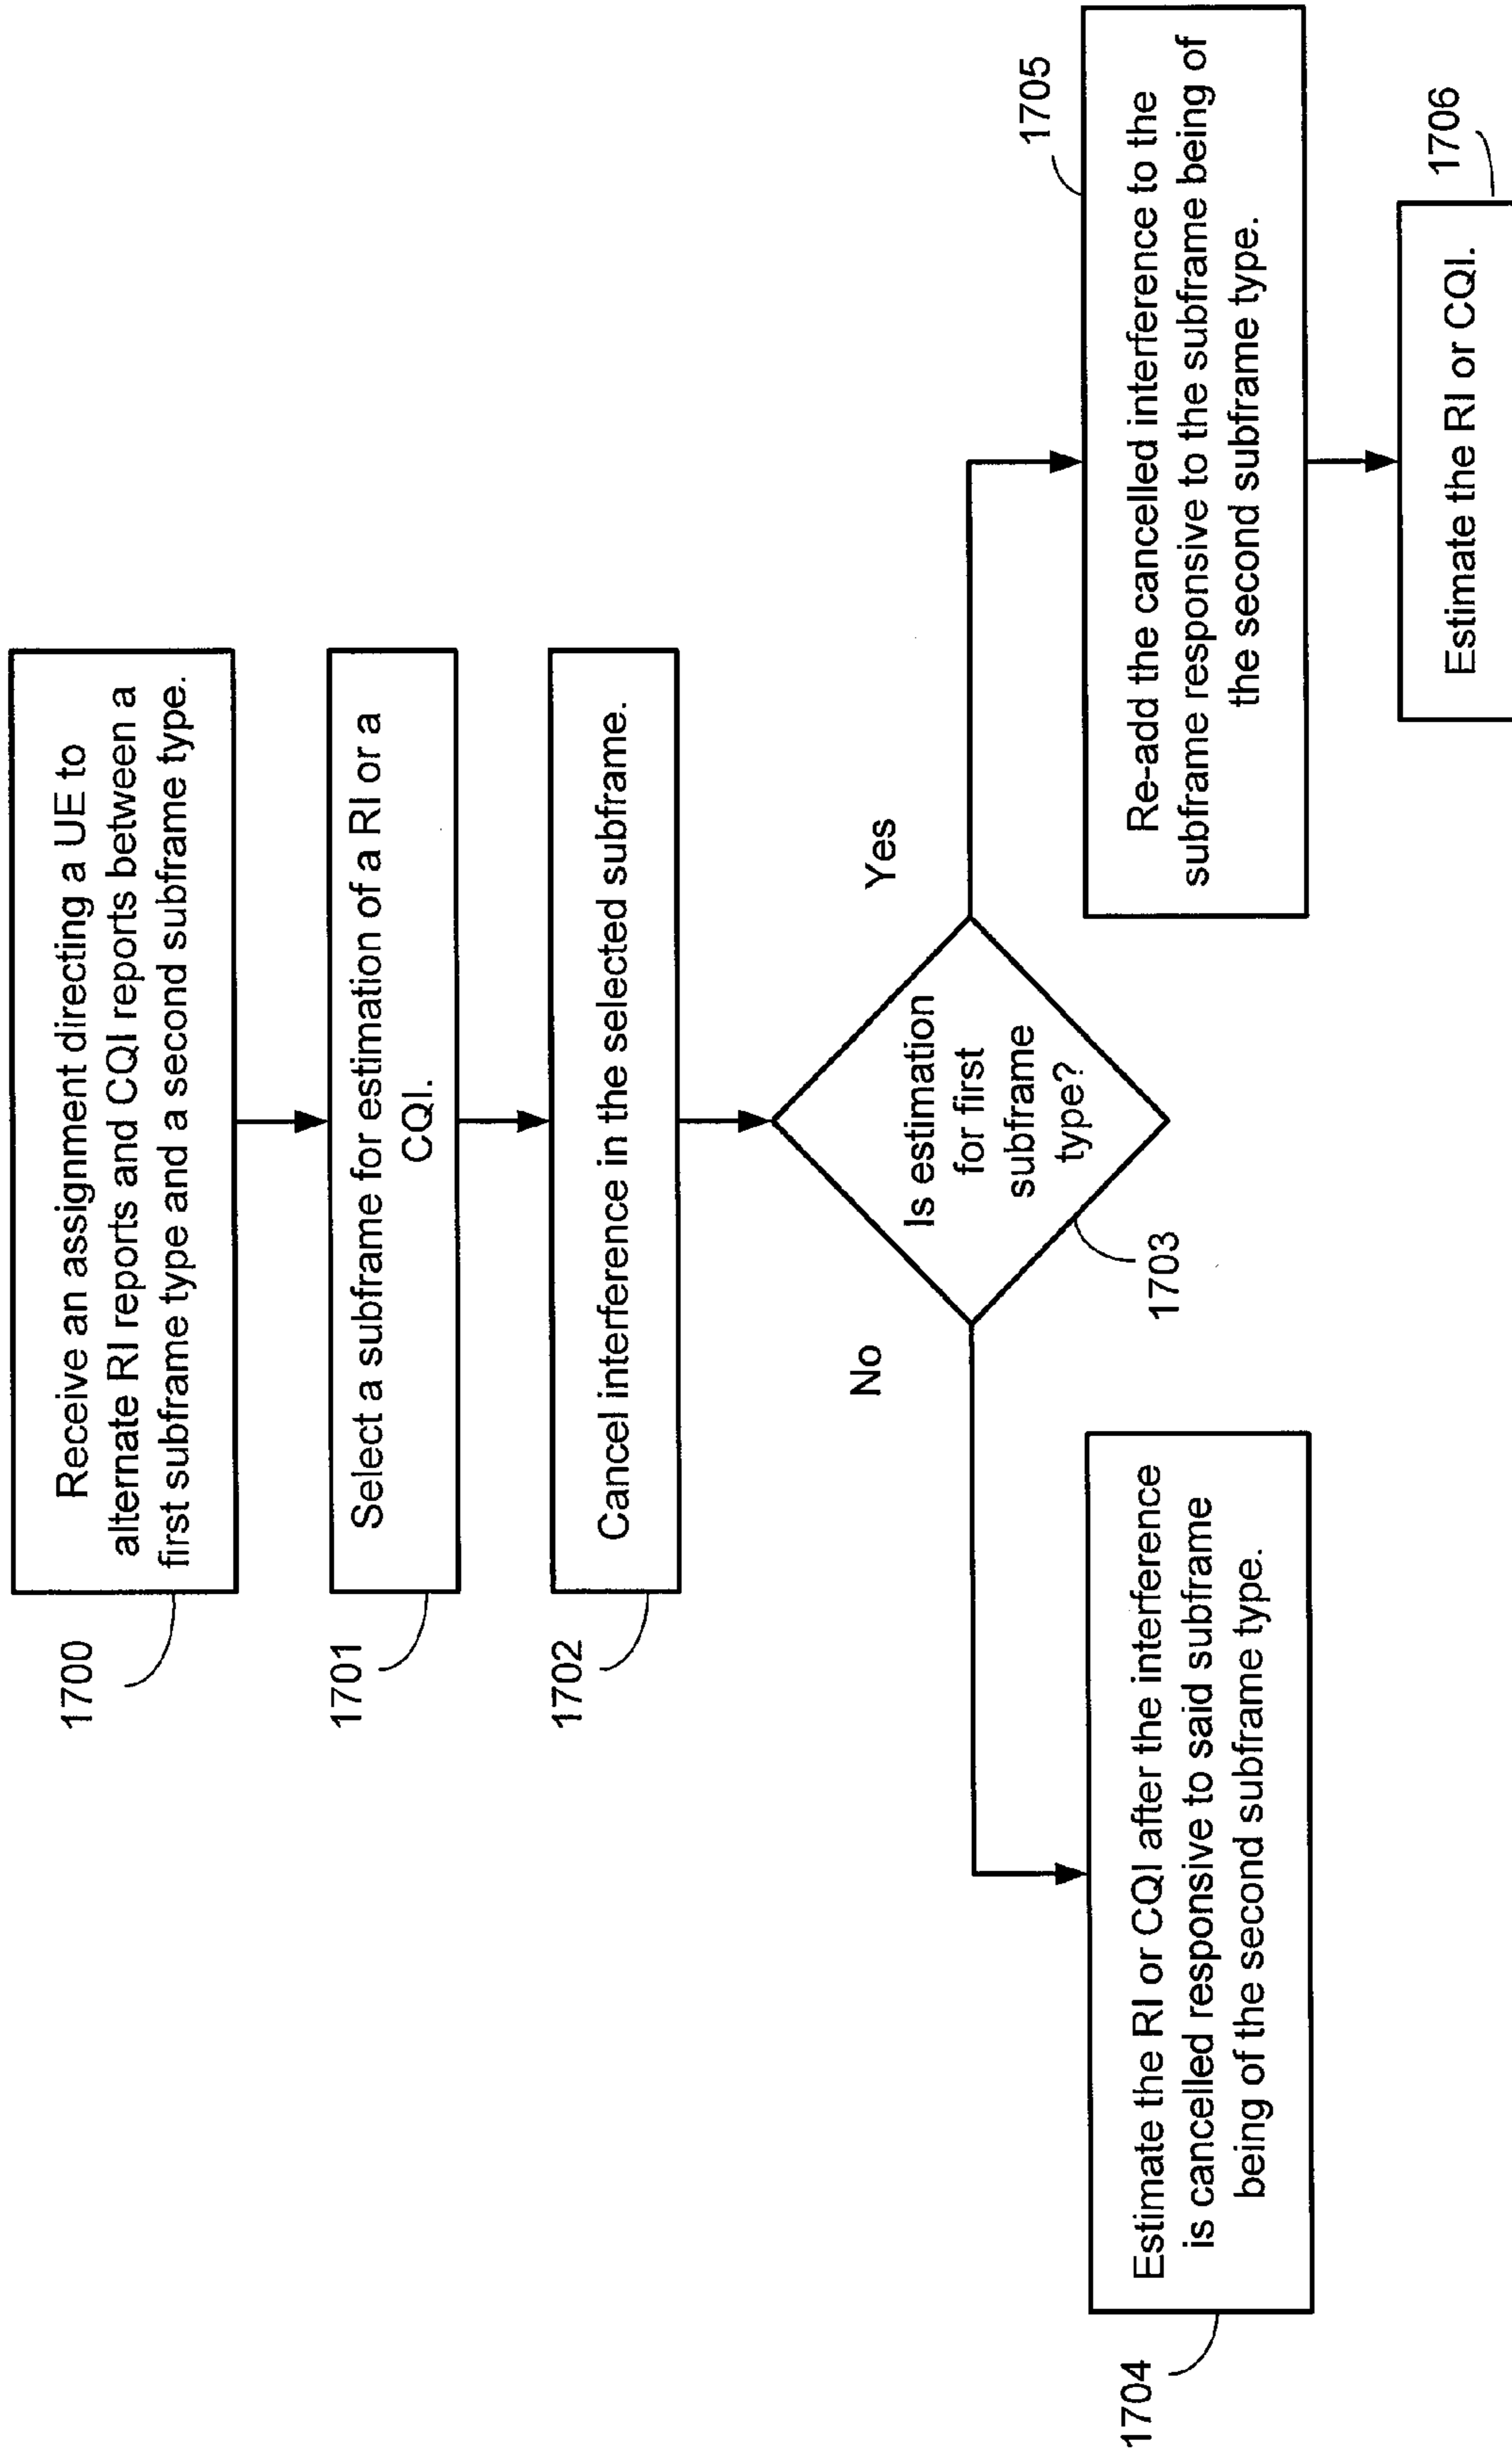 1700
Receive an assignment directing a UE to
alternate RI reports and CQI reports between a
first subframe type and a second subframe type.
1701
Select a subframe for estimation of a RI or a
CQI.
1702
Cancel interference in the selected subframe.
Is estimation
for first
subframe
type?
1703
No
Yes
1704
Estimate the RI or CQI after the interference
is cancelled responsive to said subframe
being of the second subframe type.
1705
Re-add the cancelled interference to the
subframe responsive to the subframe being of
the second subframe type.
1706
Estimate the RI or CQI.